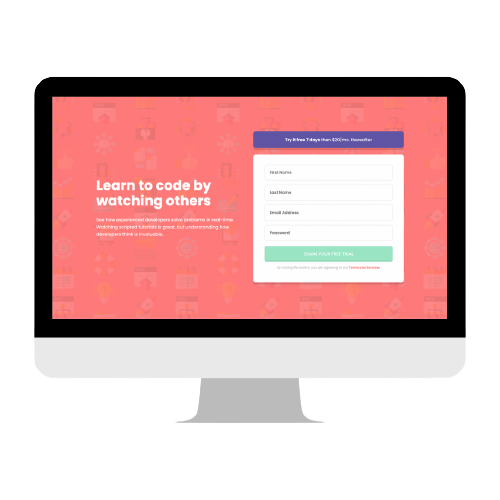 Try it free 7 days then $20/mo. thereafter
Learn to code by
watching others
See how experienced developers solve problems in real-time.
Watching scripted tutorials is great, but understanding how
developers think is invaluable.
First Name
Last Name
Email Address
Password
CLAIM YOUR FREE TRIAL
By clicking the button, you are agreeing to our Terms and Services